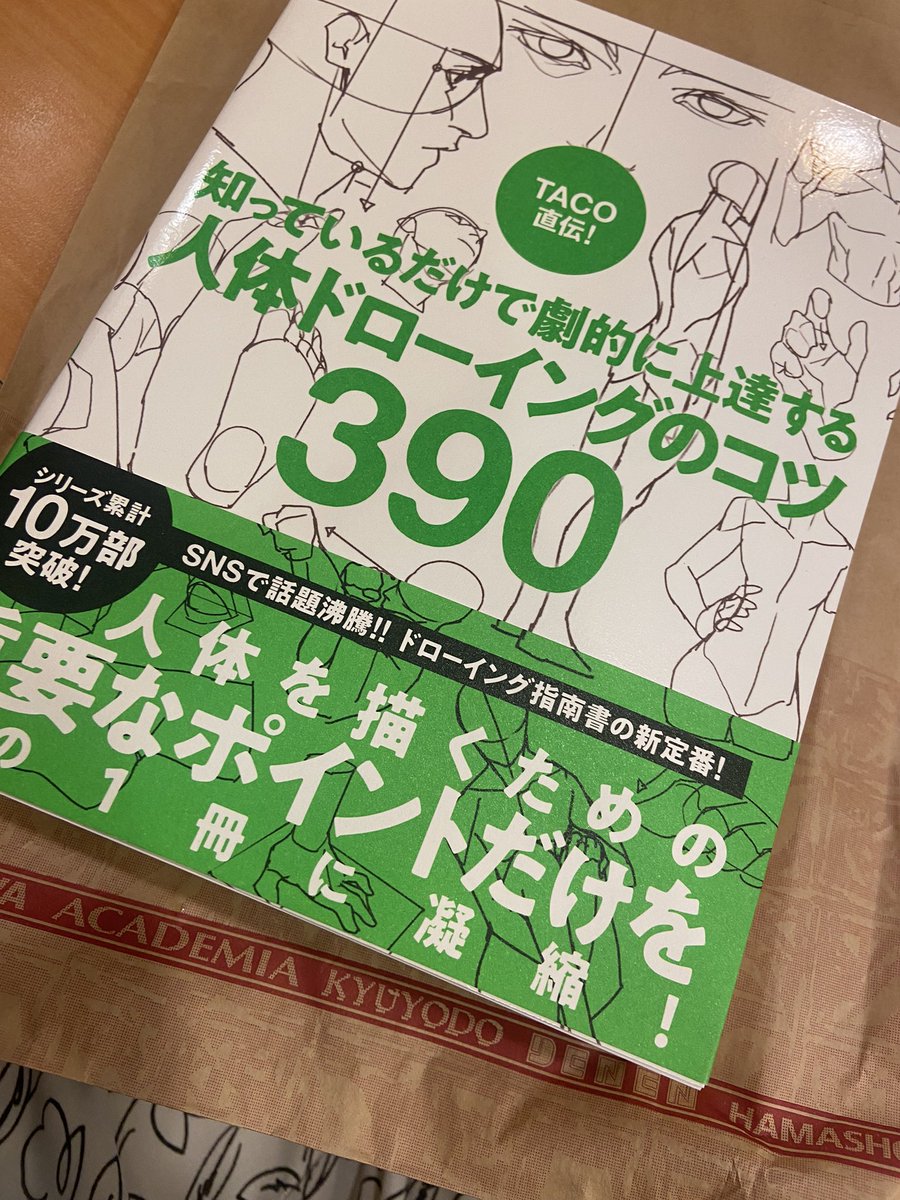 TACO
直伝!
知っているだけで劇的に上達する
人体ドローイングのコツ
390
シリーズ累計
10万部
突破!
SNSで話題沸騰!! ドローイング指南書の新定番!
人体を描くための
要なポイントだけを!
の1冊に凝縮
ACADEMIA KYUYODO DENEN HAMASHO